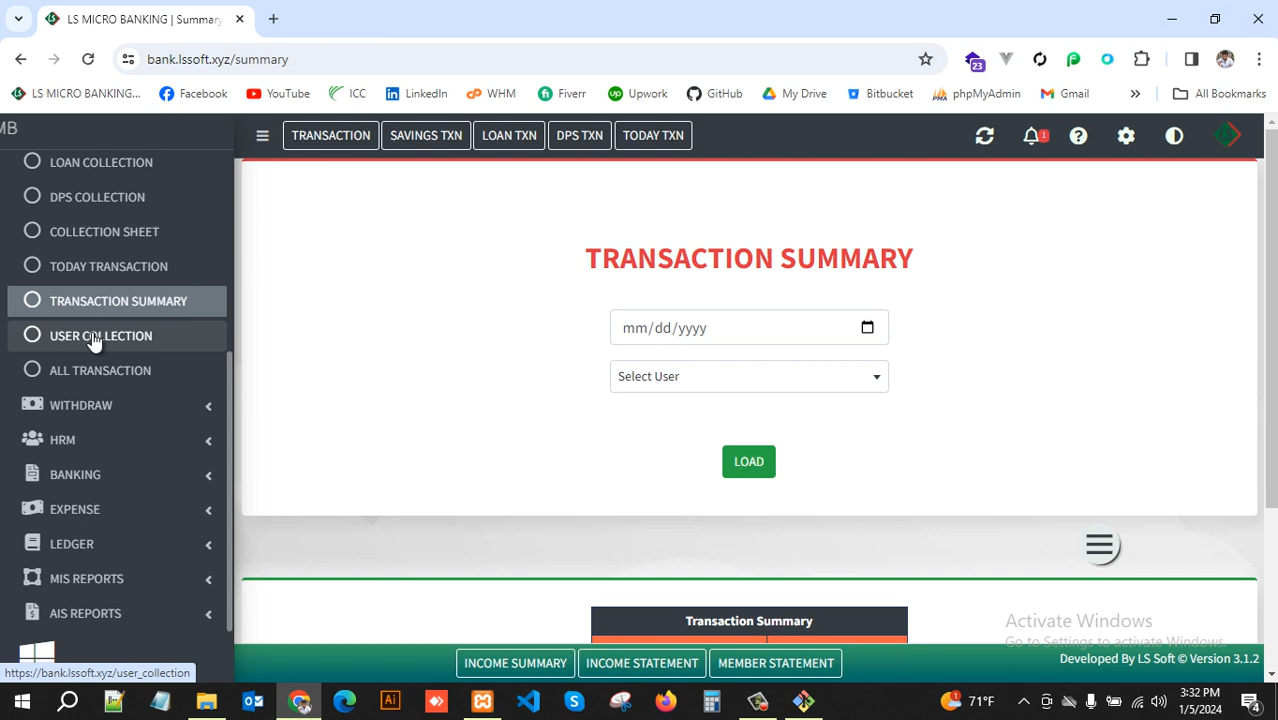 LS MICRO BANKING | Summary
bank.lssoft.xyz/summary
23
LS MICRO BANKING...
Facebook
YouTube
ICC
LinkedIn
WHM
Fiverr
Upwork
GitHub
My Drive
Bitbucket
phpMyAdmin
Gmail
All Bookmarks
MB
TRANSACTION
SAVINGS TXN
LOAN TXN
DPS TXN
TODAY TXN
1
LOAN COLLECTION
DPS COLLECTION
COLLECTION SHEET
TODAY TRANSACTION
TRANSACTION SUMMARY
USER COLLECTION
ALL TRANSACTION
WITHDRAW
HRM
BANKING
EXPENSE
LEDGER
MIS REPORTS
AIS REPORTS
TRANSACTION SUMMARY
mm/dd/yyyy
Select User
LOAD
Transaction Summary
Activate Windows
Go to Settings to activate Windows.
INCOME SUMMARY
INCOME STATEMENT
MEMBER STATEMENT
Developed By LS Soft © Version 3.1.2
https://bank.lssoft.xyz/user_collection
1
71°F
3:32 PM
1/5/2024
4